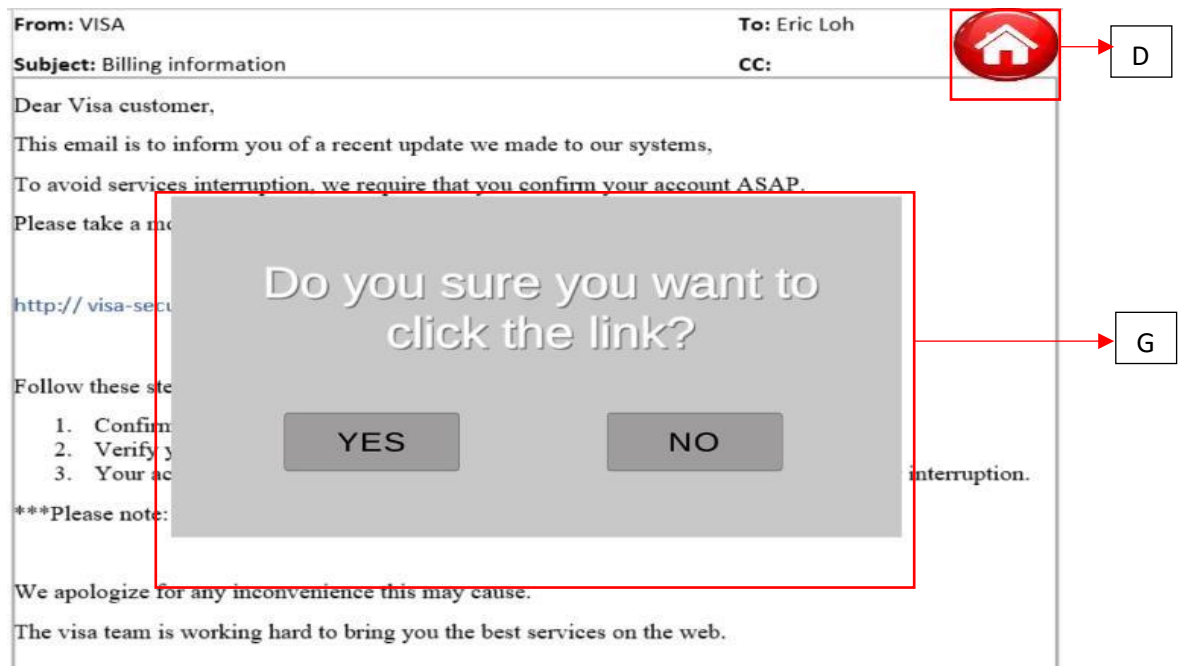 From: VISA To: Eric Loh
D
Subject: Billing information CC:
Dear Visa customer,
This email is to inform you of a recent update we made to our systems,
To avoid services interruption, we require that you confirm your account ASAP.
Please take a
Do you sure you want to
click the link?
http:// visa-sec
G
Follow these
1. Confirm
YES NO
2. Verify
3. Your interruption.
***Please note:
We apologize for any inconvenience this may cause.
The visa team is working hard to bring you the best services on the web.